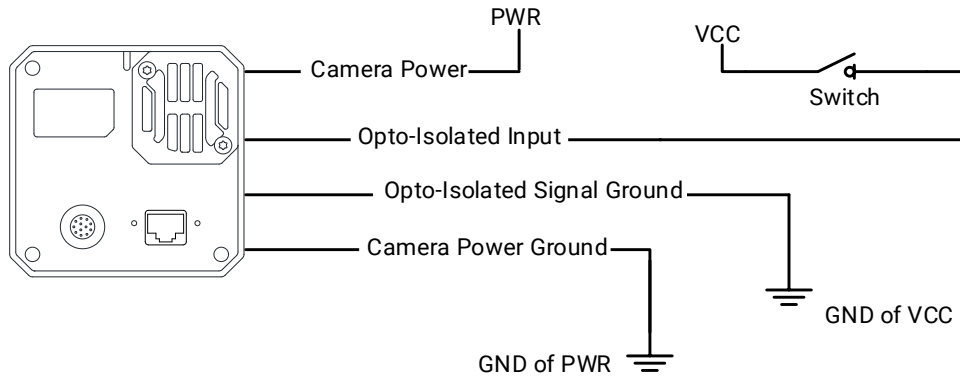 PWR
VCC
Camera Power
Switch
Opto-Isolated Input
Opto-Isolated Signal Ground
Camera Power Ground
GND of VCC
GND of PWR